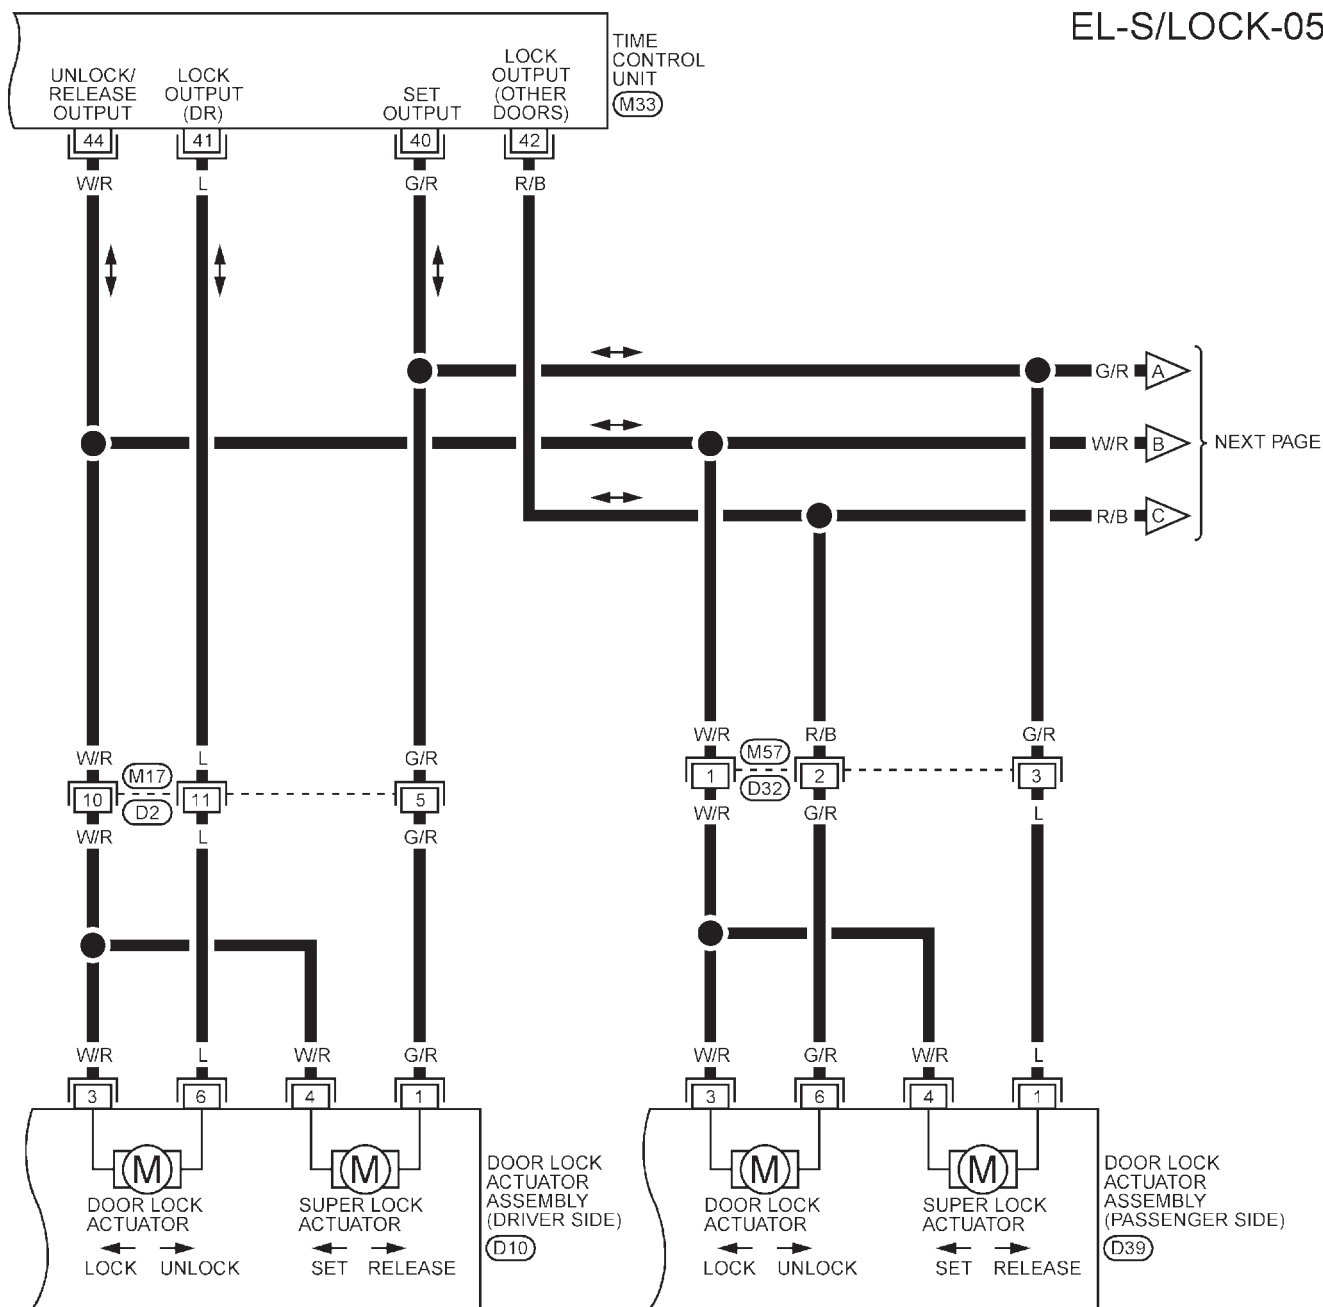 EL-S/LOCK-05
TIME
CONTROL
UNIT
M33
UNLOCK/
RELEASE
OUTPUT
LOCK
OUTPUT
(DR)
SET
OUTPUT
LOCK
OUTPUT
(OTHER
DOORS)
44 41 40 42
W/R L G/R R/B
G/R A
W/R B
NEXT PAGE
R/B C
W/R R/B G/R
M57
1 2 3
D32
W/R G/R L
W/R L G/R
M17
10 11 5
D2
W/R L G/R
W/R L W/R G/R
3 6 4 1
M M
DOOR LOCK
ACTUATOR
LOCK UNLOCK
SUPER LOCK
ACTUATOR
SET RELEASE
DOOR LOCK
ACTUATOR
ASSEMBLY
(DRIVER SIDE)
D10
W/R G/R W/R L
3 6 4 1
M M
DOOR LOCK
ACTUATOR
LOCK UNLOCK
SUPER LOCK
ACTUATOR
SET RELEASE
DOOR LOCK
ACTUATOR
ASSEMBLY
(PASSENGER SIDE)
D39